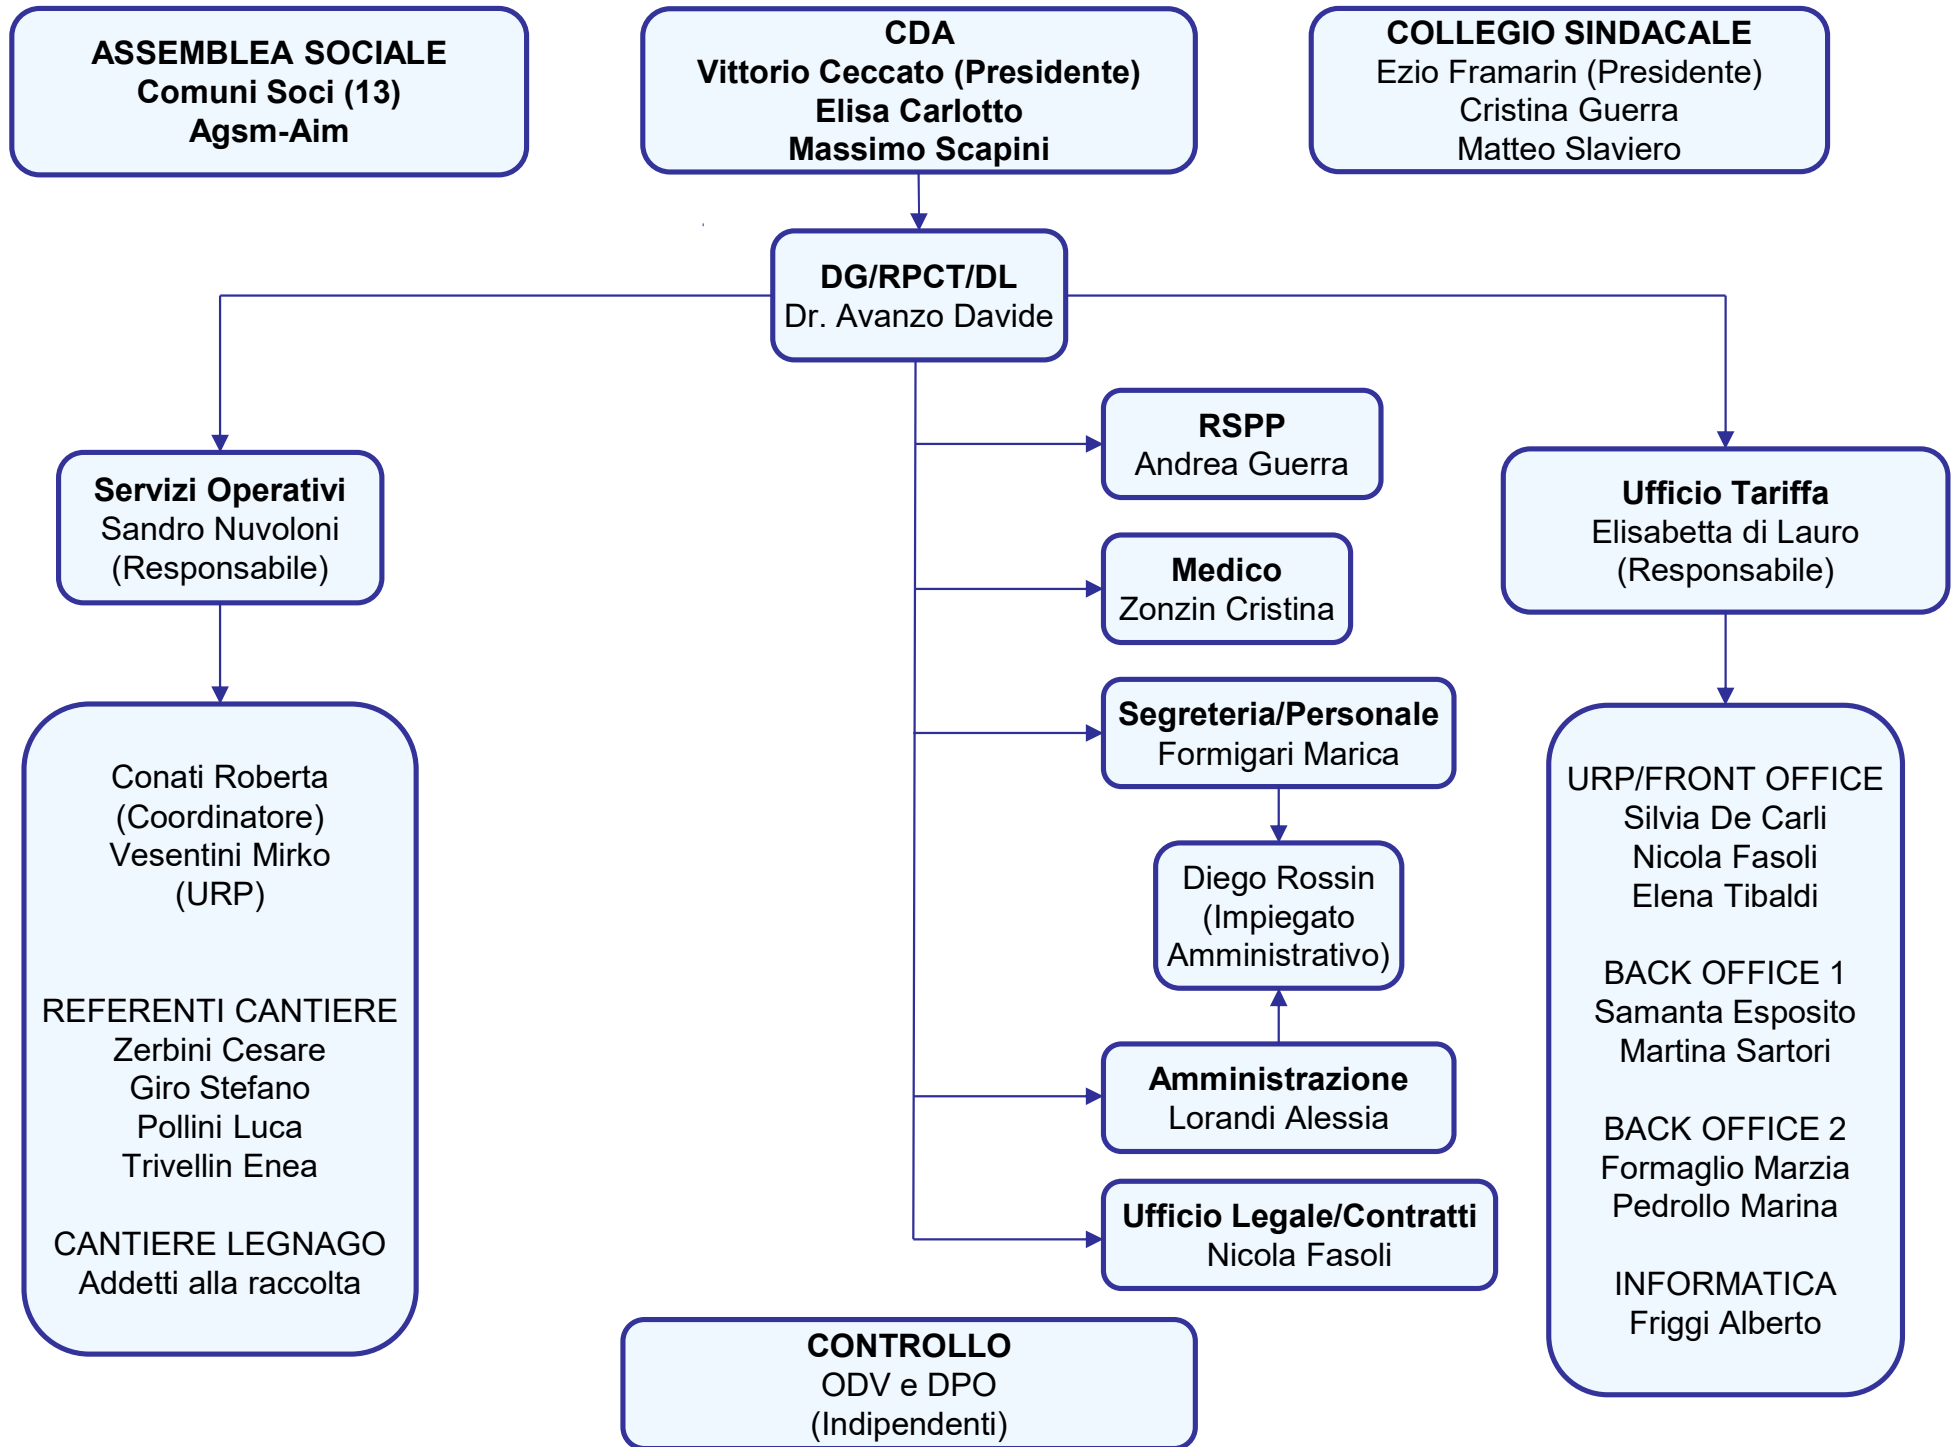 ASSEMBLEA SOCIALE
Comuni Soci (13)
Agsm-Aim
CDA
Vittorio Ceccato (Presidente)
Elisa Carlotto
Massimo Scapini
COLLEGIO SINDACALE
Ezio Framarin (Presidente)
Cristina Guerra
Matteo Slaviero
DG/RPCT/DL
Dr. Avanzo Davide
Servizi Operativi
Sandro Nuvoloni
(Responsabile)
Conati Roberta
(Coordinatore)
Vesentini Mirko
(URP)
REFERENTI CANTIERE
Zerbini Cesare
Giro Stefano
Pollini Luca
Trivellin Enea
CANTIERE LEGNAGO
Addetti alla raccolta
RSPP
Andrea Guerra
Medico
Zonzin Cristina
Segreteria/Personale
Formigari Marica
Diego Rossin
(Impiegato
Amministrativo)
Amministrazione
Lorandi Alessia
Ufficio Legale/Contratti
Nicola Fasoli
Ufficio Tariffa
Elisabetta di Lauro
(Responsabile)
URP/FRONT OFFICE
Silvia De Carli
Nicola Fasoli
Elena Tibaldi
BACK OFFICE 1
Samanta Esposito
Martina Sartori
BACK OFFICE 2
Formaglio Marzia
Pedrollo Marina
INFORMATICA
Friggi Alberto
CONTROLLO
ODV e DPO
(Indipendenti)